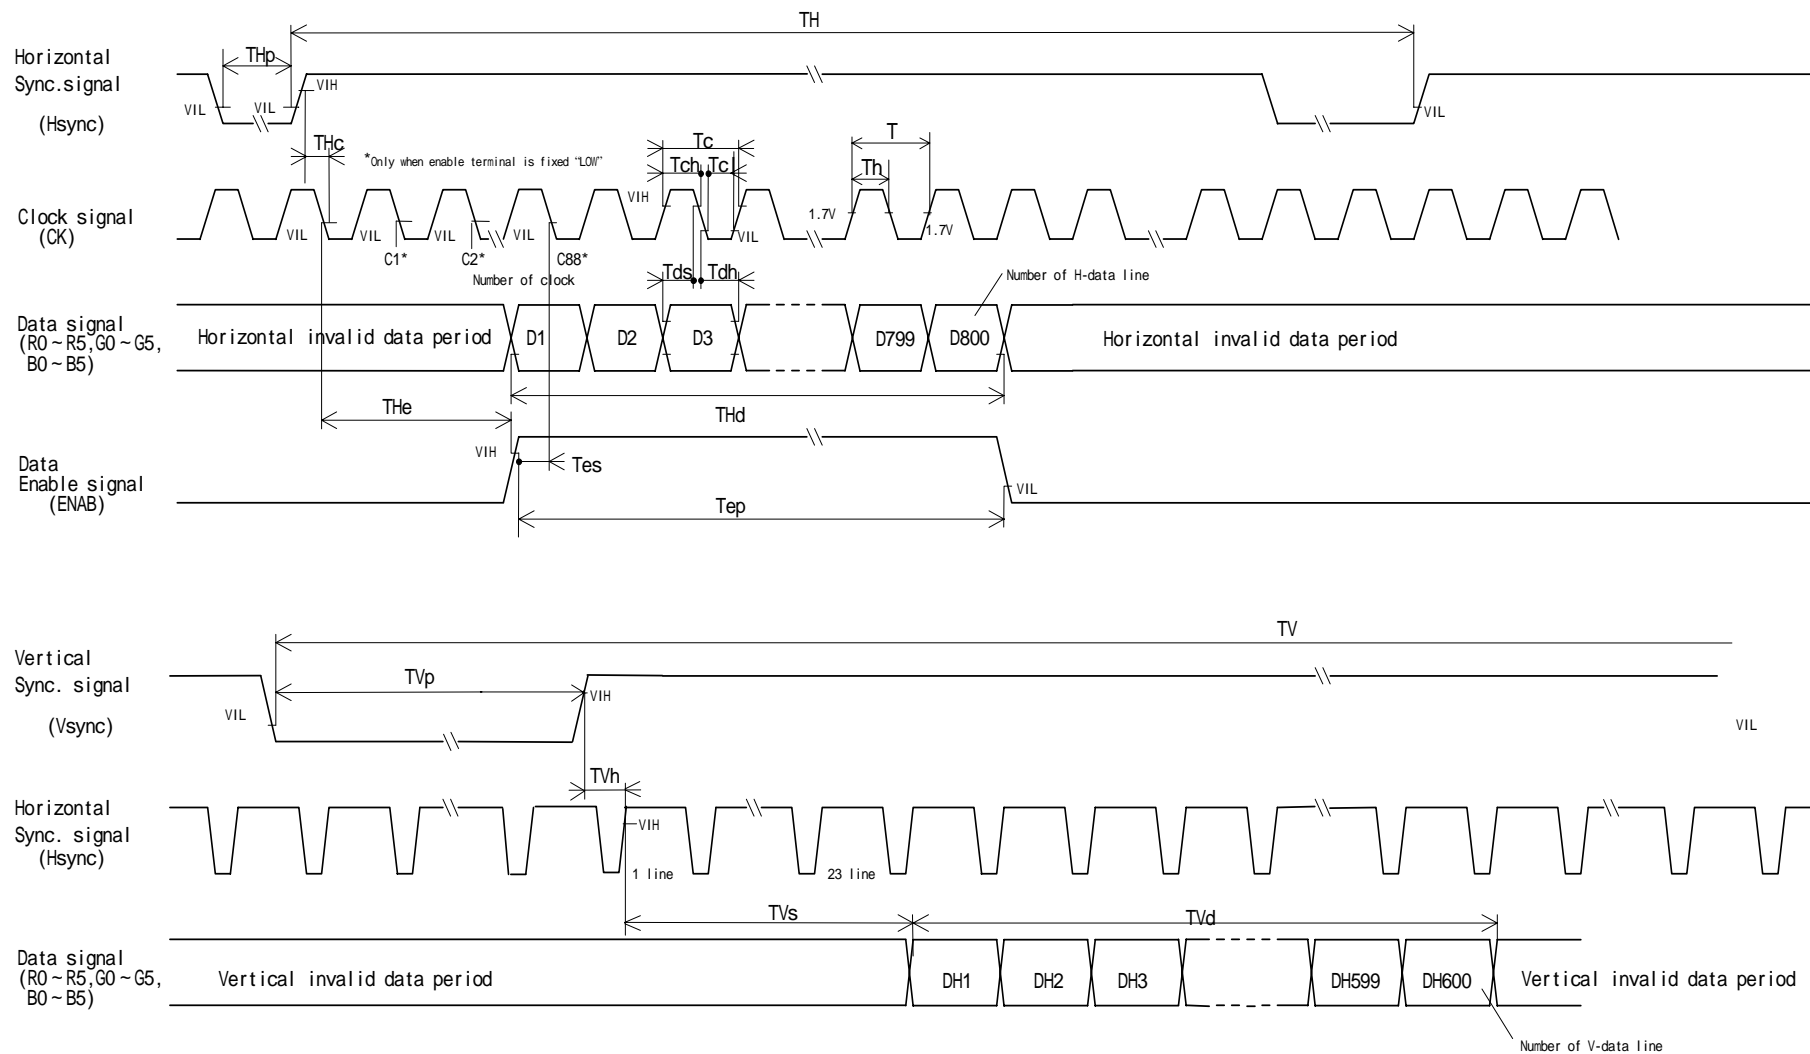 TH
Horizontal
Sync.signal
(Hsync)
THp
VIH
VIL
VIL
VIL
THc
*Only when enable terminal is fixed “LOW”
Tc
Tch
Tcl
T
Th
Clock signal
(CK)
VIH
1.7V
1.7V
VIL
VIL
VIL
VIL
VIL
C1*
C2*
C88*
Number of clock
Tds
Tdh
Number of H-data line
Data signal
(R0~R5,G0~G5,
B0~B5)
Horizontal invalid data period
D1
D2
D3
D799
D800
Horizontal invalid data period
THe
THd
Data
Enable signal
(ENAB)
VIH
Tes
VIL
Tep
TV
Vertical
Sync. signal
(Vsync)
TVp
VIH
VIL
VIL
TVh
Horizontal
Sync. signal
(Hsync)
VIH
1 line
23 line
TVs
TVd
Data signal
(R0~R5,G0~G5,
B0~B5)
Vertical invalid data period
DH1
DH2
DH3
DH599
DH600
Vertical invalid data period
Number of V-data line